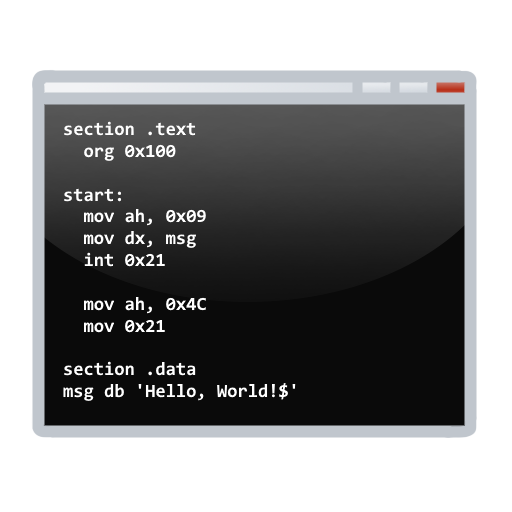 section .text
  org 0x100

start:
  mov ah, 0x09
  mov dx, msg
  int 0x21

  mov ah, 0x4C
  mov 0x21

section .data
msg db 'Hello, World!$'